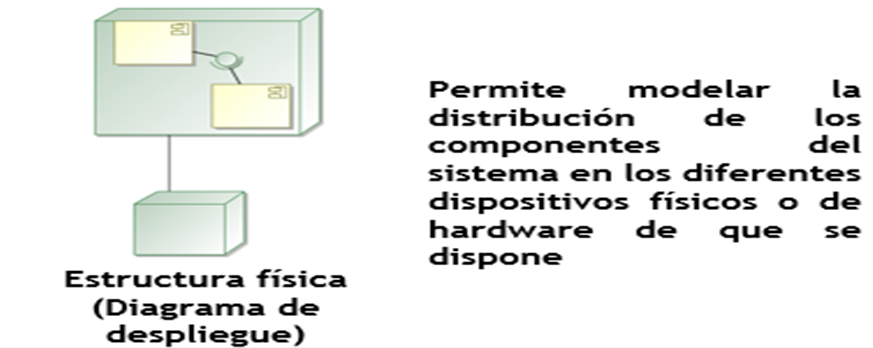 Estructura física
(Diagrama de
despliegue)
Permite modelar la
distribución de los
componentes del
sistema en los diferentes
dispositivos físicos o de
hardware de que se
dispone